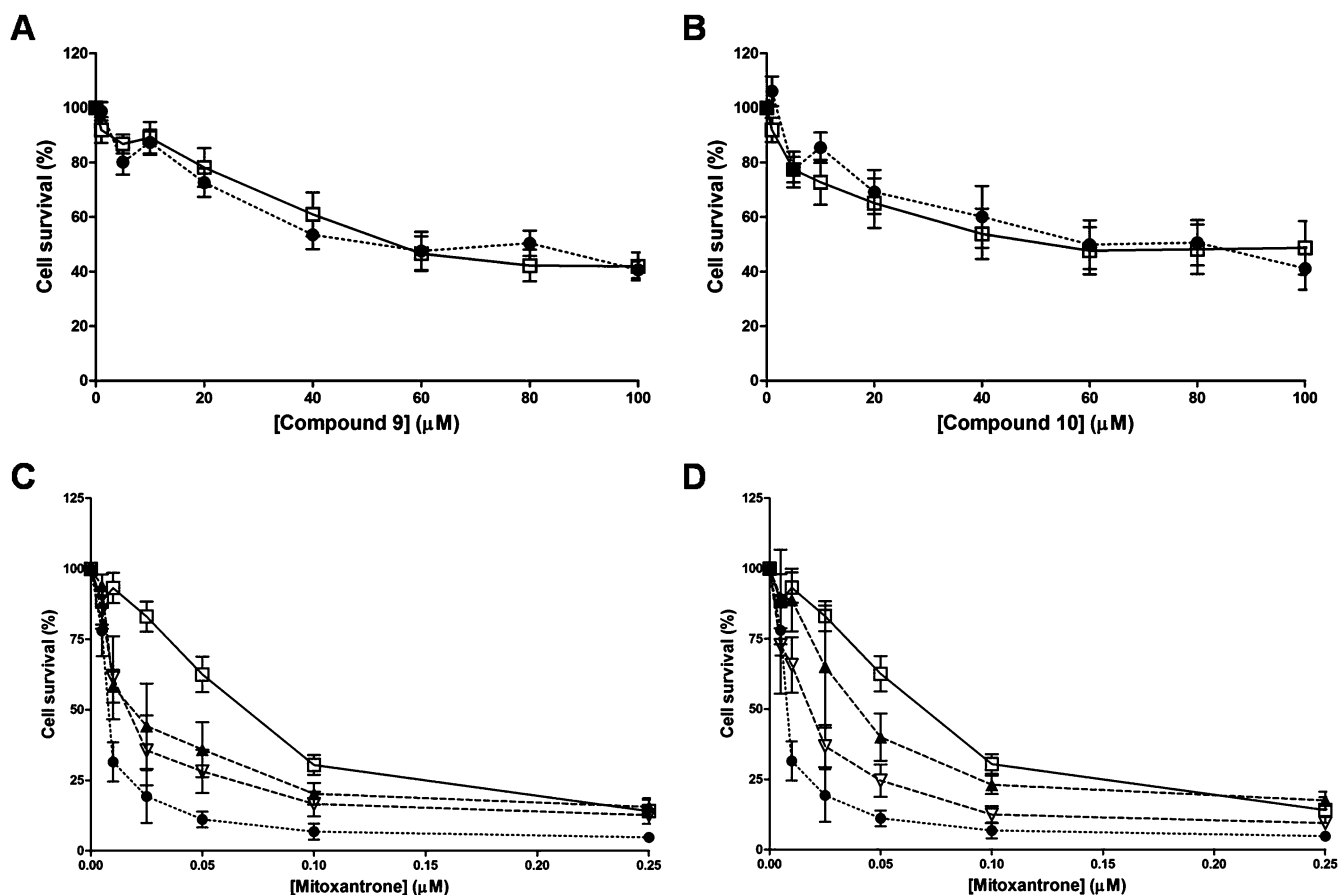 A
120
100
80
60
40
20
0
Cell survival (%)
0 20 40 60 80 100
[Compound 9] (μM)
B
120
100
80
60
40
20
0
Cell survival (%)
0 20 40 60 80 100
[Compound 10] (μM)
C
125
100
75
50
25
0
Cell survival (%)
0.00 0.05 0.10 0.15 0.20 0.25
[Mitoxantrone] (μM)
D
125
100
75
50
25
0
Cell survival (%)
0.00 0.05 0.10 0.15 0.20 0.25
[Mitoxantrone] (μM)